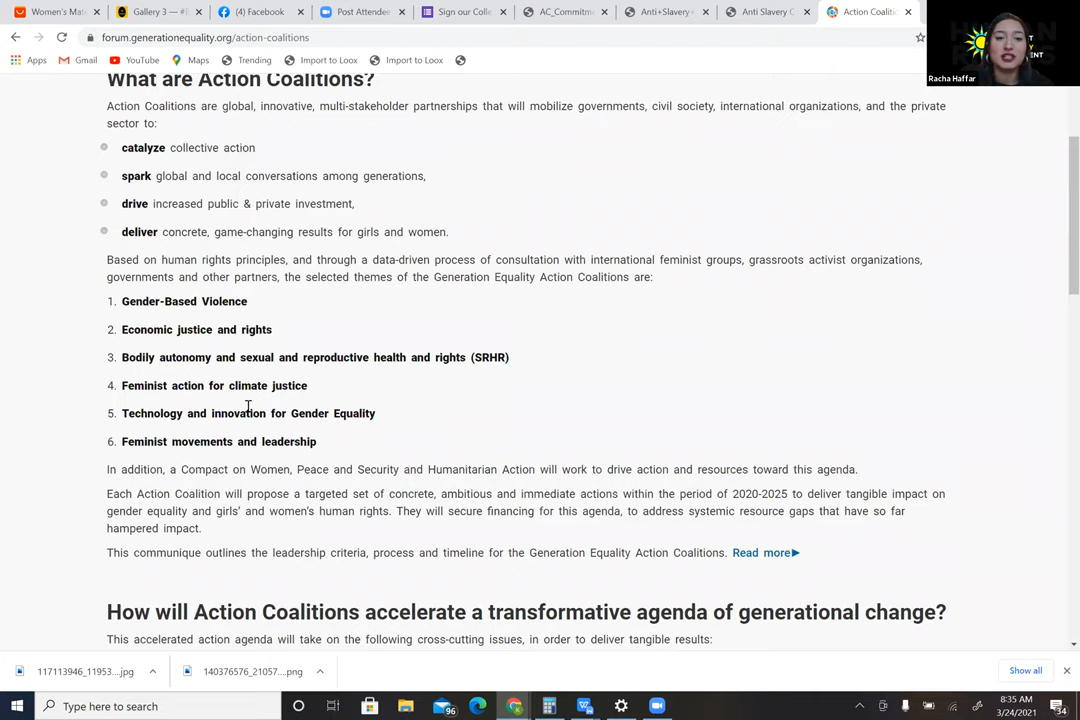 Women's Mat
Gallery 3 — #E
(4) Facebook
Post Attendee
Sign our Colle
AC_Commitm
Anti+Slavery+
Anti Slavery C
Action Coaliti
forum.generationequality.org/action-coalitions
Apps
Gmail
YouTube
Maps
Trending
Import to Loox
Import to Loox
Racha Haffar
What are Action Coalitions?
Action Coalitions are global, innovative, multi-stakeholder partnerships that will mobilize governments, civil society, international organizations, and the private
sector to:
catalyze collective action
spark global and local conversations among generations,
drive increased public & private investment,
deliver concrete, game-changing results for girls and women.
Based on human rights principles, and through a data-driven process of consultation with international feminist groups, grassroots activist organizations,
governments and other partners, the selected themes of the Generation Equality Action Coalitions are:
1. Gender-Based Violence
2. Economic justice and rights
3. Bodily autonomy and sexual and reproductive health and rights (SRHR)
4. Feminist action for climate justice
5. Technology and innovation for Gender Equality
6. Feminist movements and leadership
In addition, a Compact on Women, Peace and Security and Humanitarian Action will work to drive action and resources toward this agenda.
Each Action Coalition will propose a targeted set of concrete, ambitious and immediate actions within the period of 2020-2025 to deliver tangible impact on
gender equality and girls' and women's human rights. They will secure financing for this agenda, to address systemic resource gaps that have so far
hampered impact.
This communique outlines the leadership criteria, process and timeline for the Generation Equality Action Coalitions. Read more▶
How will Action Coalitions accelerate a transformative agenda of generational change?
This accelerated action agenda will take on the following cross-cutting issues, in order to deliver tangible results:
117113946_11953....jpg
140376576_21057....png
Show all
Type here to search
96
8:35 AM
3/24/2021
34